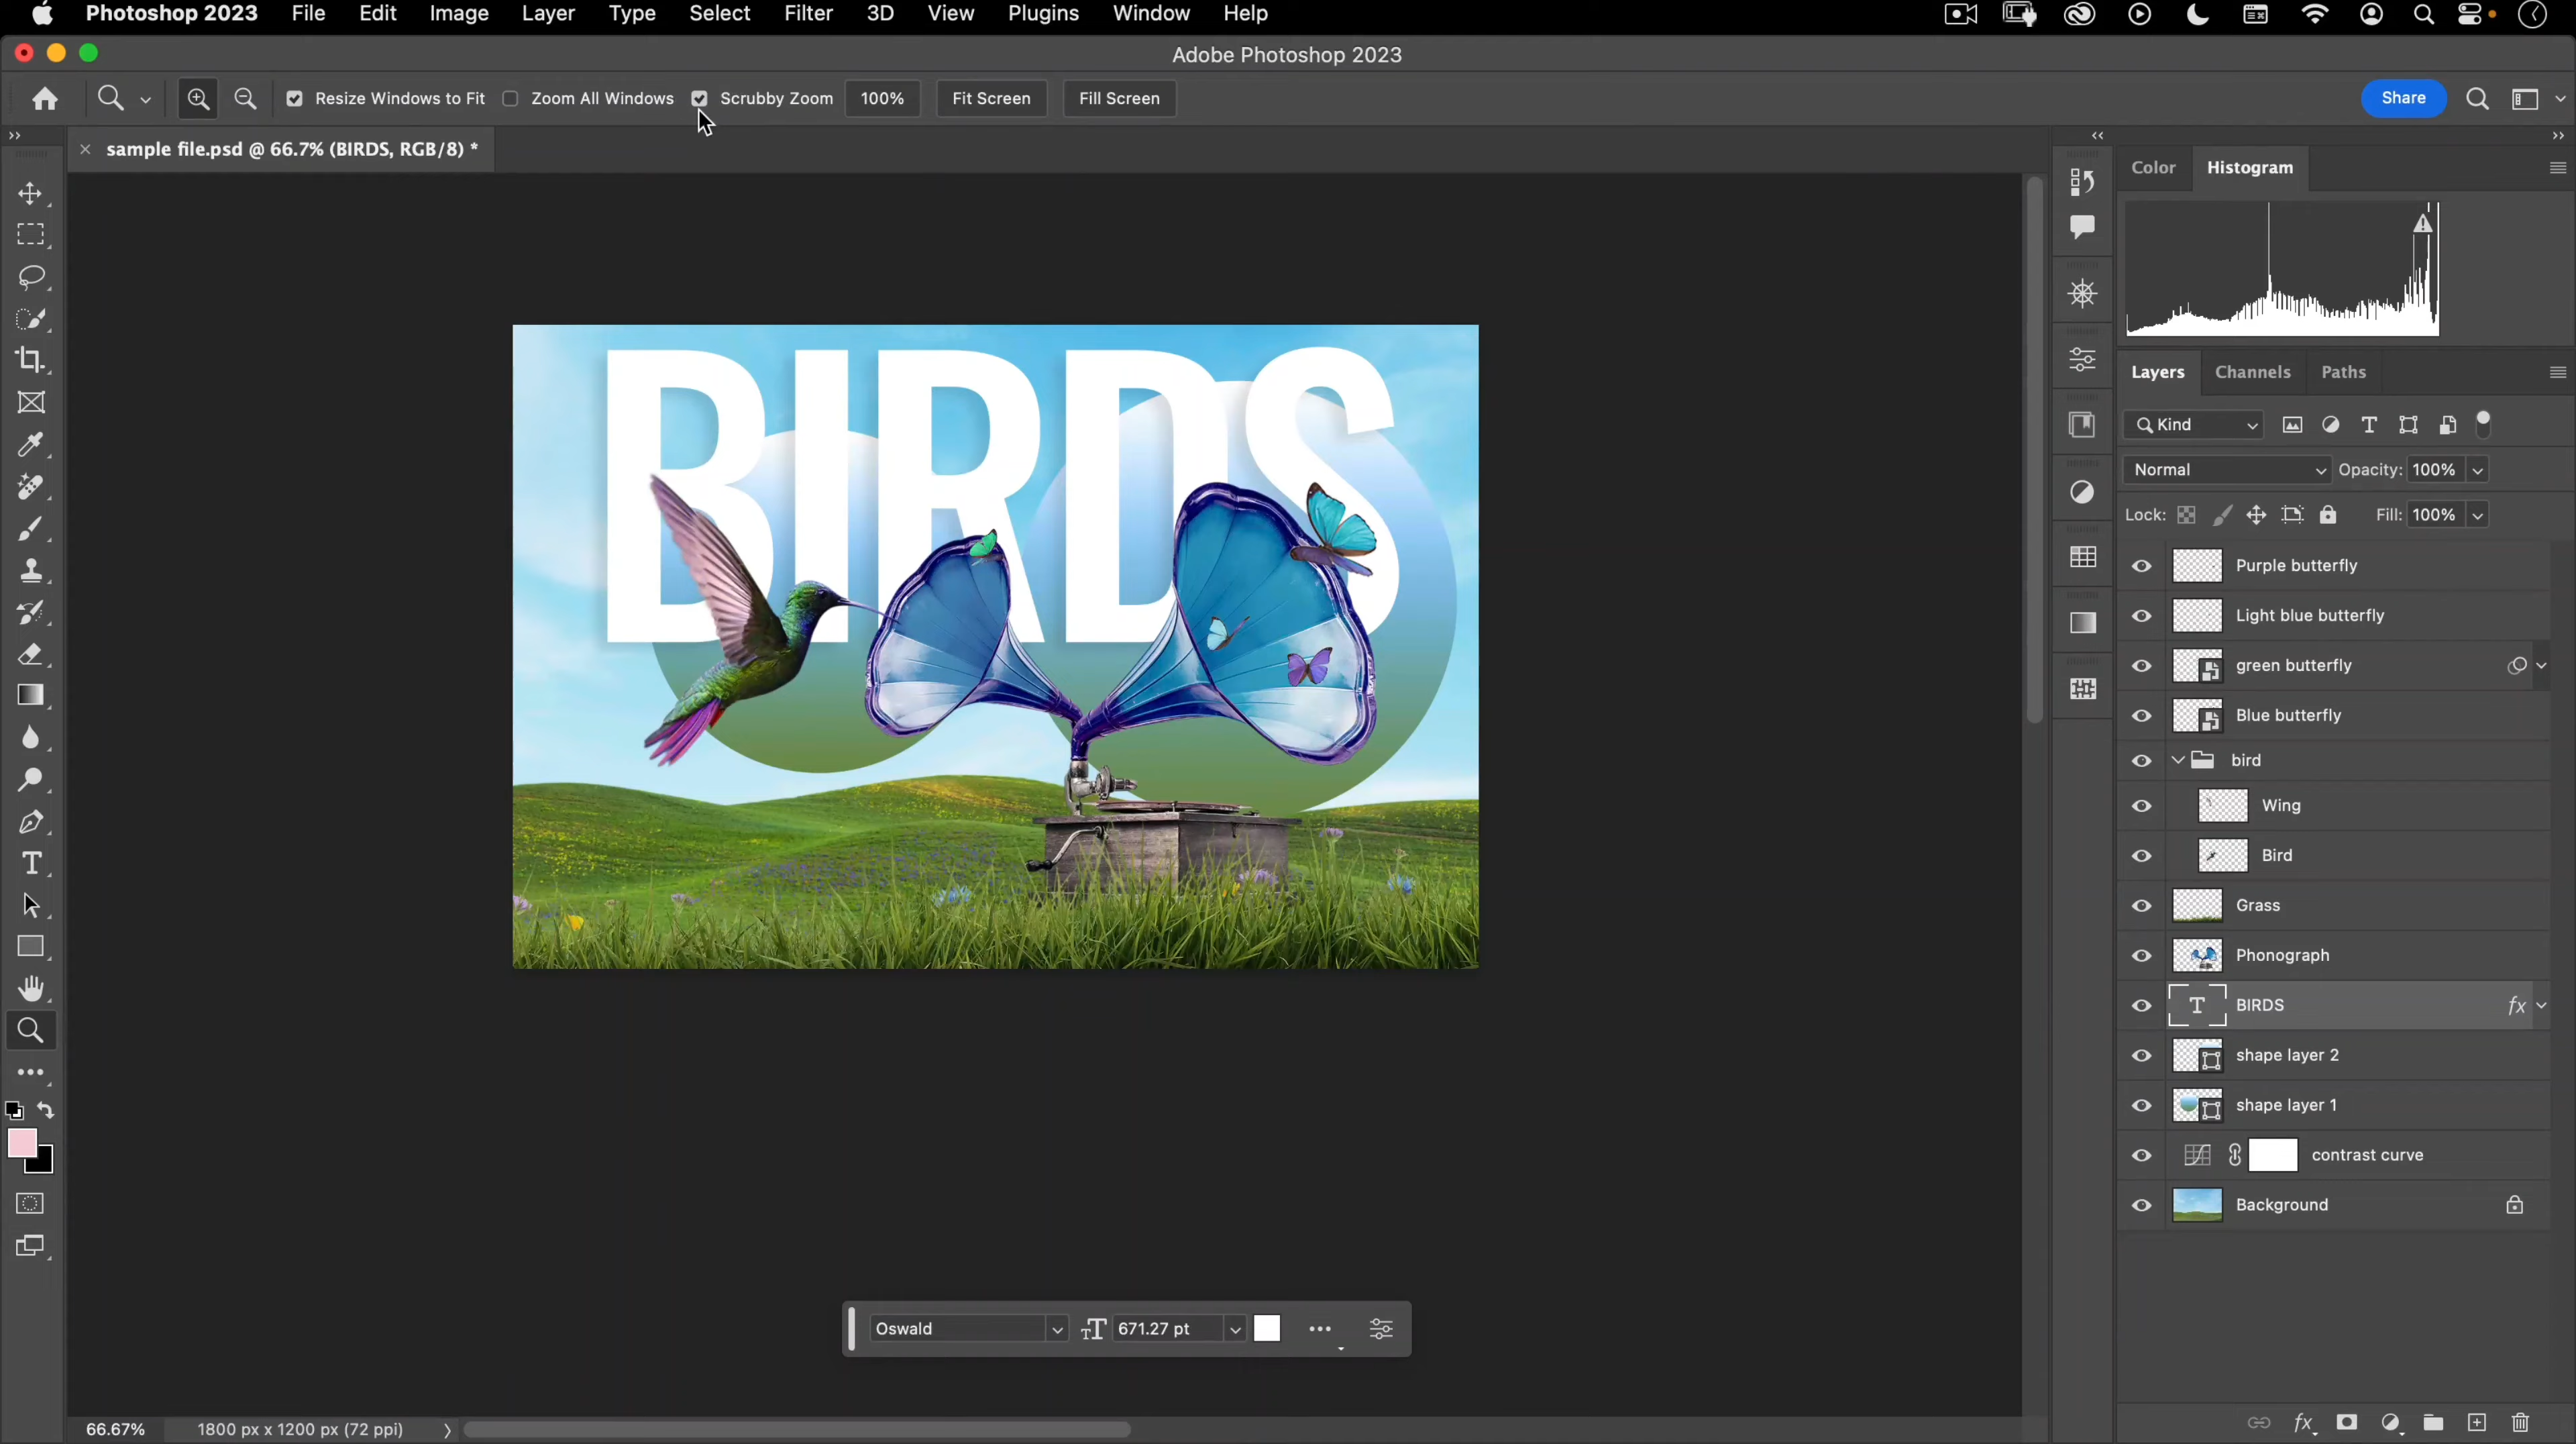 Photoshop 2023 File Edit Image Layer Type Select Filter 3D View Plugins Window Help
Adobe Photoshop 2023
Resize Windows to Fit Zoom All Windows Scrubby Zoom 100% Fit Screen Fill Screen Share
sample file.psd @ 66.7% (BIRDS, RGB/8) *
Color Histogram
BIRDS
Layers Channels Paths
Kind
Normal Opacity: 100%
Lock: Fill: 100%
Purple butterfly
Light blue butterfly
green butterfly
Blue butterfly
bird
Wing
Bird
Grass
Phonograph
BIRDS fx
shape layer 2
shape layer 1
contrast curve
Background
Oswald 671.27 pt
66.67% 1800 px x 1200 px (72 ppi)
fx